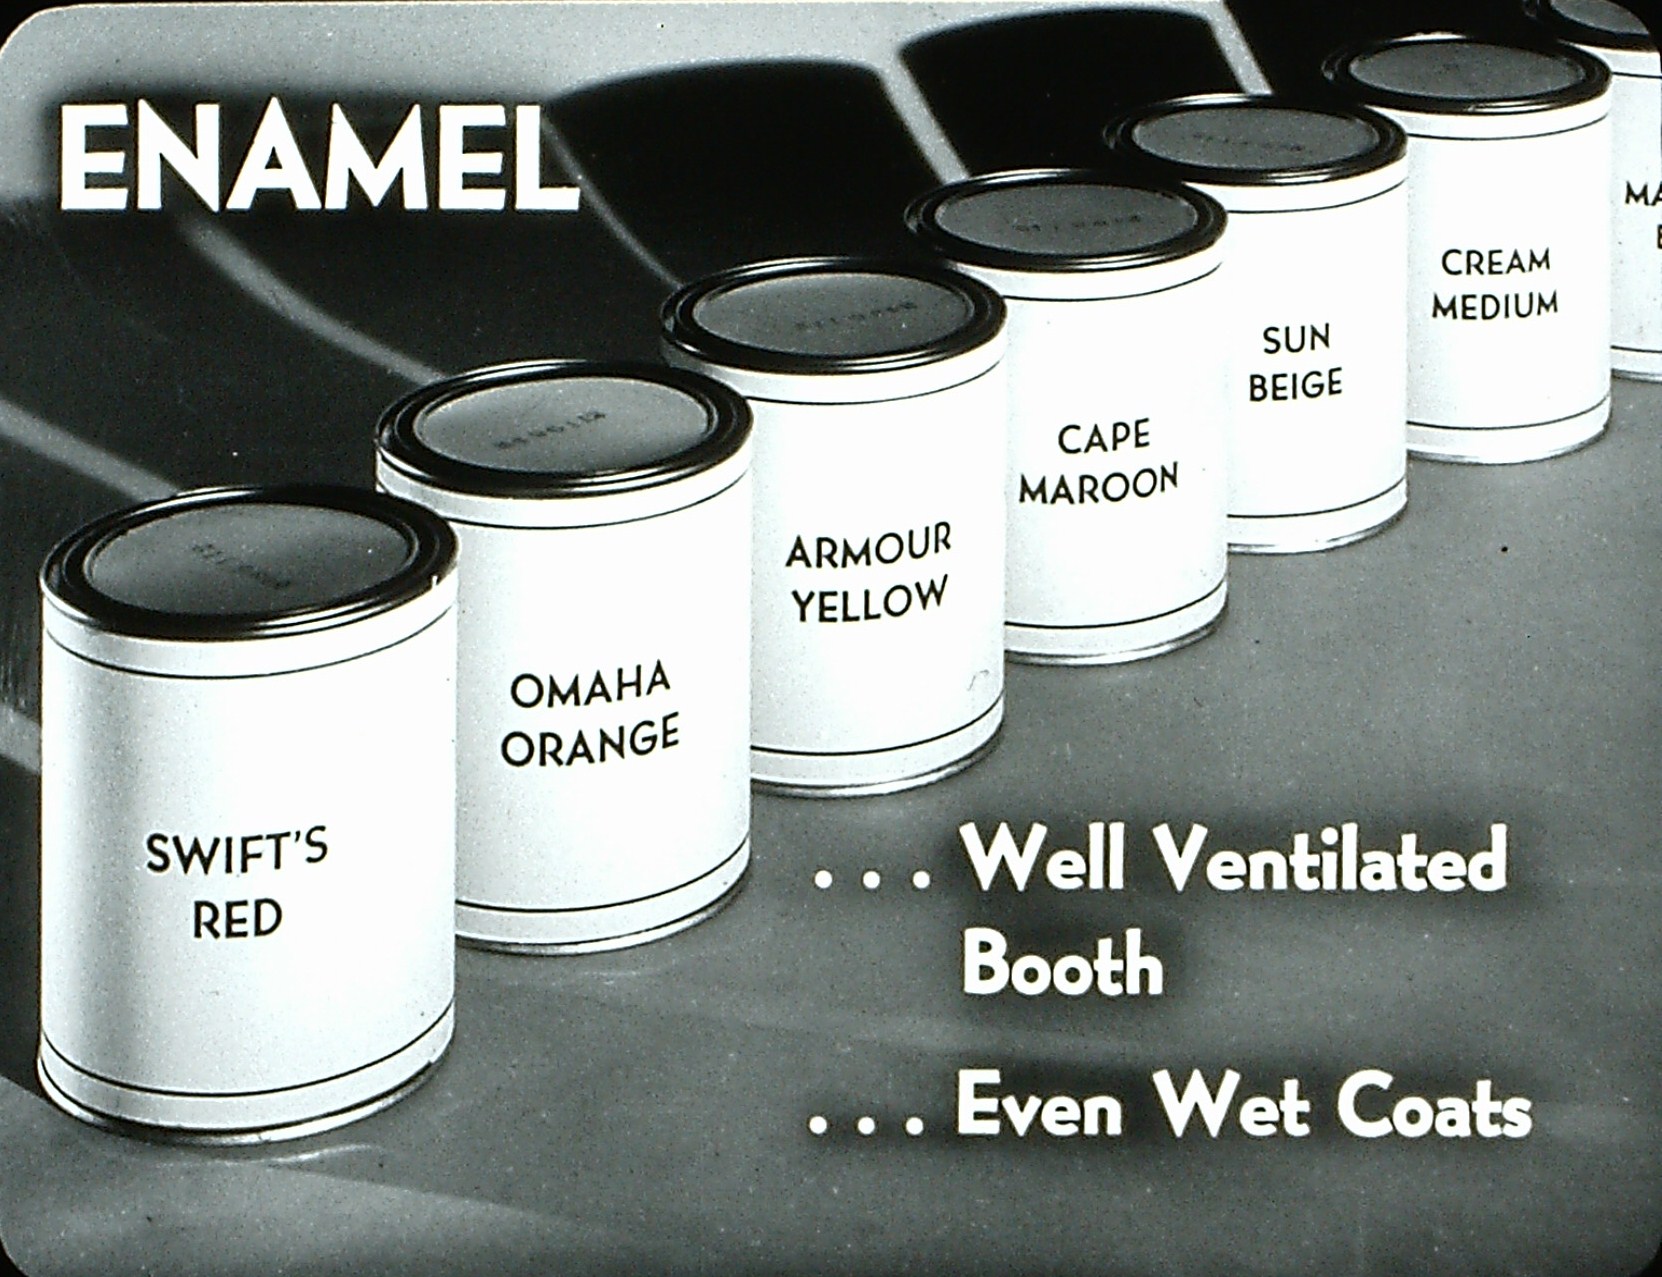 ENAMEL
SWIFT'S
RED
OMAHA
ORANGE
ARMOUR
YELLOW
CAPE
MAROON
SUN
BEIGE
CREAM
MEDIUM
MA
... Well Ventilated
Booth
... Even Wet Coats